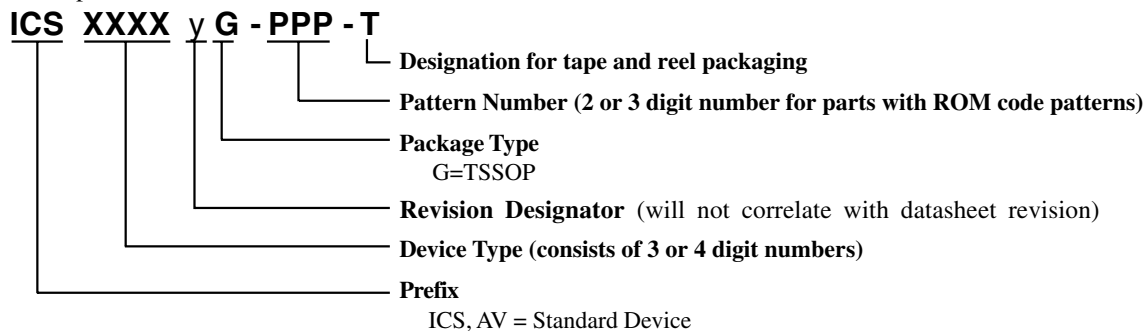 ICS XXXX y G - PPP - T
Designation for tape and reel packaging
Pattern Number (2 or 3 digit number for parts with ROM code patterns)
Package Type
G=TSSOP
Revision Designator (will not correlate with datasheet revision)
Device Type (consists of 3 or 4 digit numbers)
Prefix
ICS, AV = Standard Device